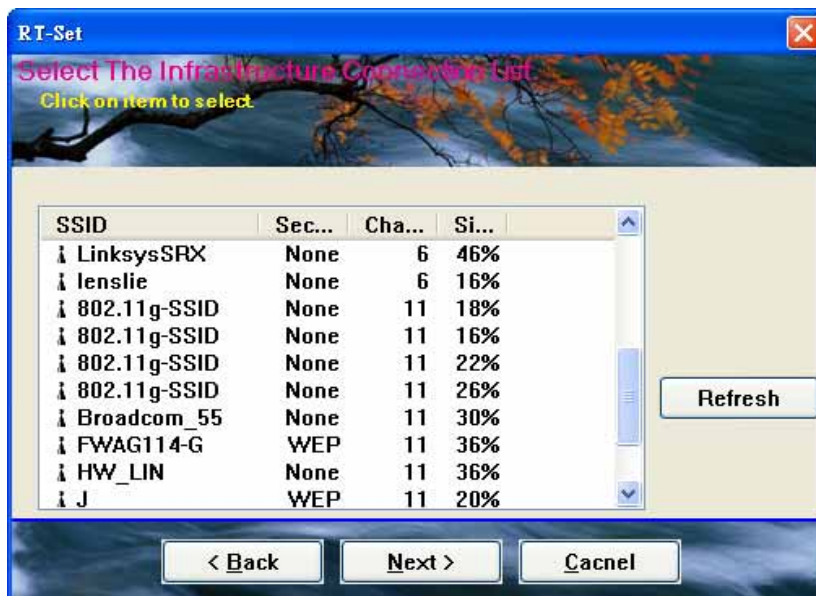 RT-Set
Select The Infrastructure Connection List.
Click on item to select.
SSID Sec... Cha... Si...
LinksysSRX None 6 46%
lenslie None 6 16%
802.11g-SSID None 11 18%
802.11g-SSID None 11 16%
802.11g-SSID None 11 22%
802.11g-SSID None 11 26%
Broadcom_55 None 11 30%
FWAG114-G WEP 11 36%
HW_LIN None 11 36%
J WEP 11 20%
Refresh
< Back Next > Cacnel